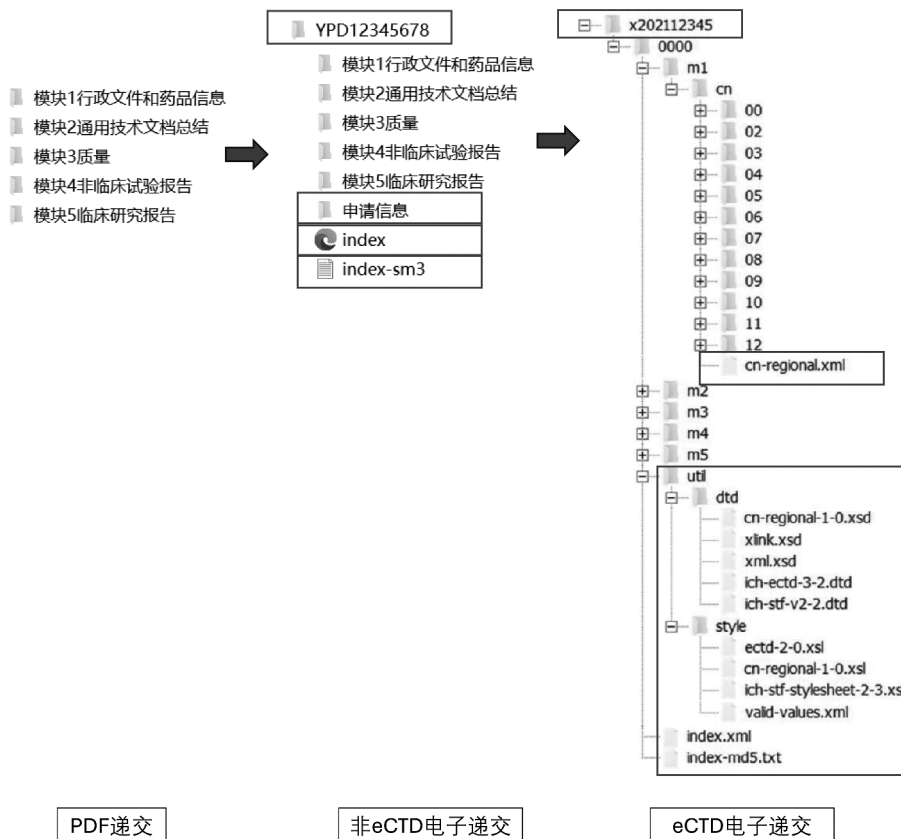 模块1行政文件和药品信息
模块2通用技术文档总结
模块3质量
模块4非临床试验报告
模块5临床研究报告
PDF递交
YPD12345678
模块1行政文件和药品信息
模块2通用技术文档总结
模块3质量
模块4非临床试验报告
模块5临床研究报告
申请信息
index
index-sm3
非eCTD电子递交
x202112345
0000
m1
cn
00
02
03
04
05
06
07
08
09
10
11
12
cn-regional.xml
m2
m3
m4
m5
util
dtd
cn-regional-1-0.xsd
xlink.xsd
xml.xsd
ich-ectd-3-2.dtd
ich-stf-v2-2.dtd
style
ectd-2-0.xsl
cn-regional-1-0.xsl
ich-stf-stylesheet-2-3.xs
valid-values.xml
index.xml
index-md5.txt
eCTD电子递交